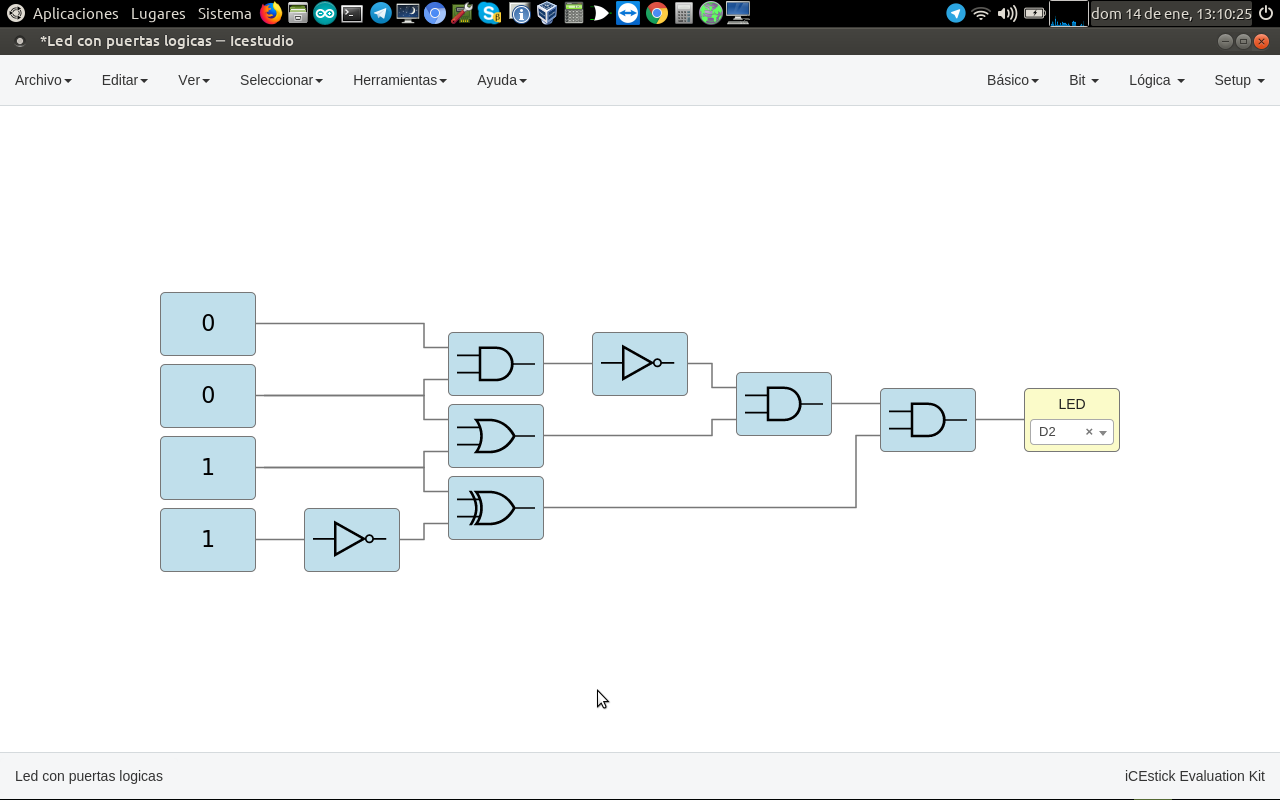 Aplicaciones Lugares Sistema dom 14 de ene, 13:10:25
*Led con puertas logicas — Icestudio
Archivo Editar Ver Seleccionar Herramientas Ayuda Básico Bit Lógica Setup
0
0
1
1
LED
D2 ×
Led con puertas logicas iCEstick Evaluation Kit